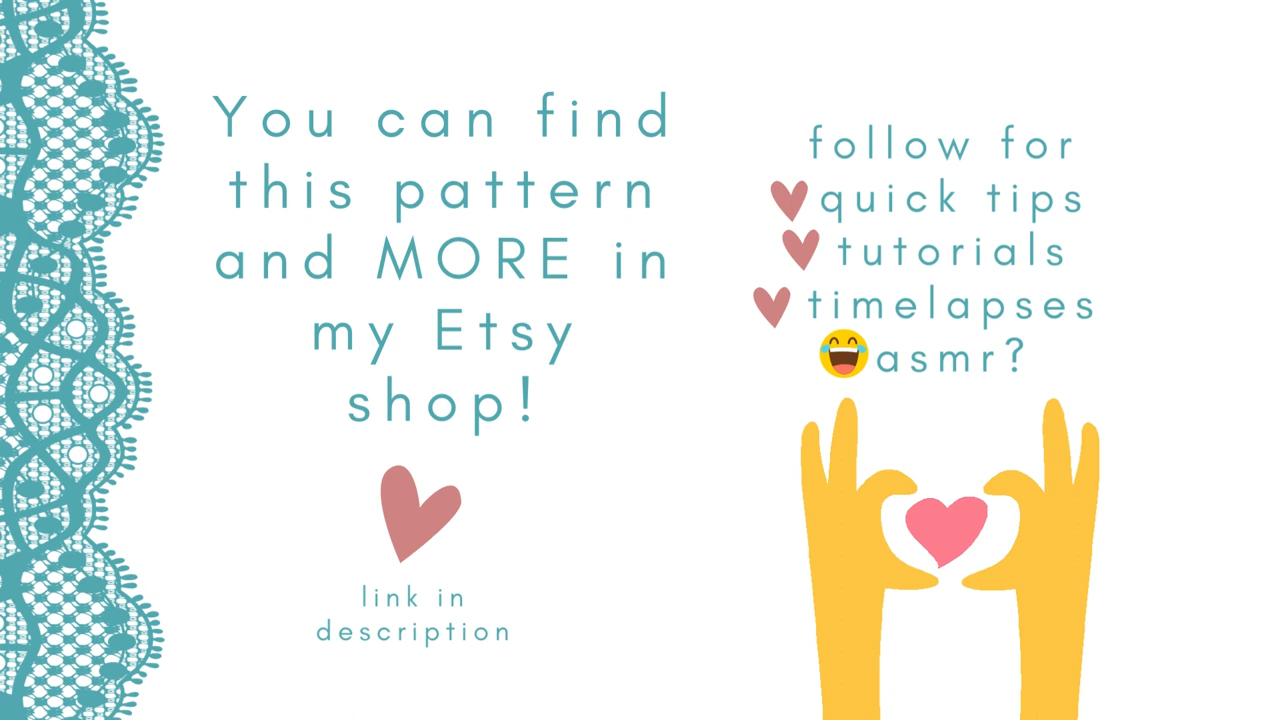 You can find
this pattern
and MORE in
my Etsy
shop!
link in
description
follow for
quick tips
tutorials
timelapses
asmr?